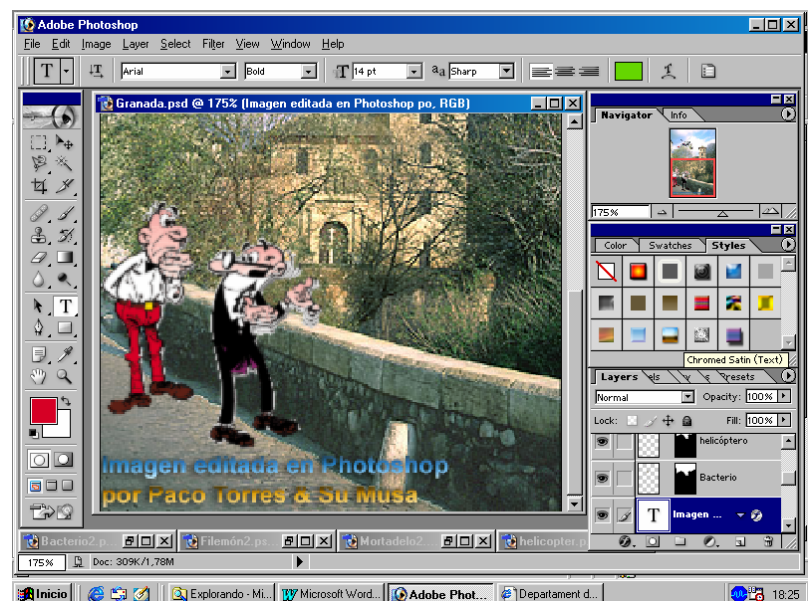 Adobe Photoshop
File Edit Image Layer Select Filter View Window Help
T Arial Bold T 14 pt aa Sharp
Granada.psd @ 175% (Imagen editada en Photoshop po, RGB)
Imagen editada en Photoshop
por Paco Torres & Su Musa
Navigator Info
175%
Color Swatches Styles
Chromed Satin (Text)
Layers els Presets
Normal Opacity: 100%
Lock: Fill: 100%
helicóptero
Bacterio
T Imagen ...
Bacterio2.p... Filemón2.ps... Mortadelo2... helicopter.p
175% Doc: 309K/1,78M
Inicio Explorando - Mi... Microsoft Word... Adobe Phot... Departament d... 18:25